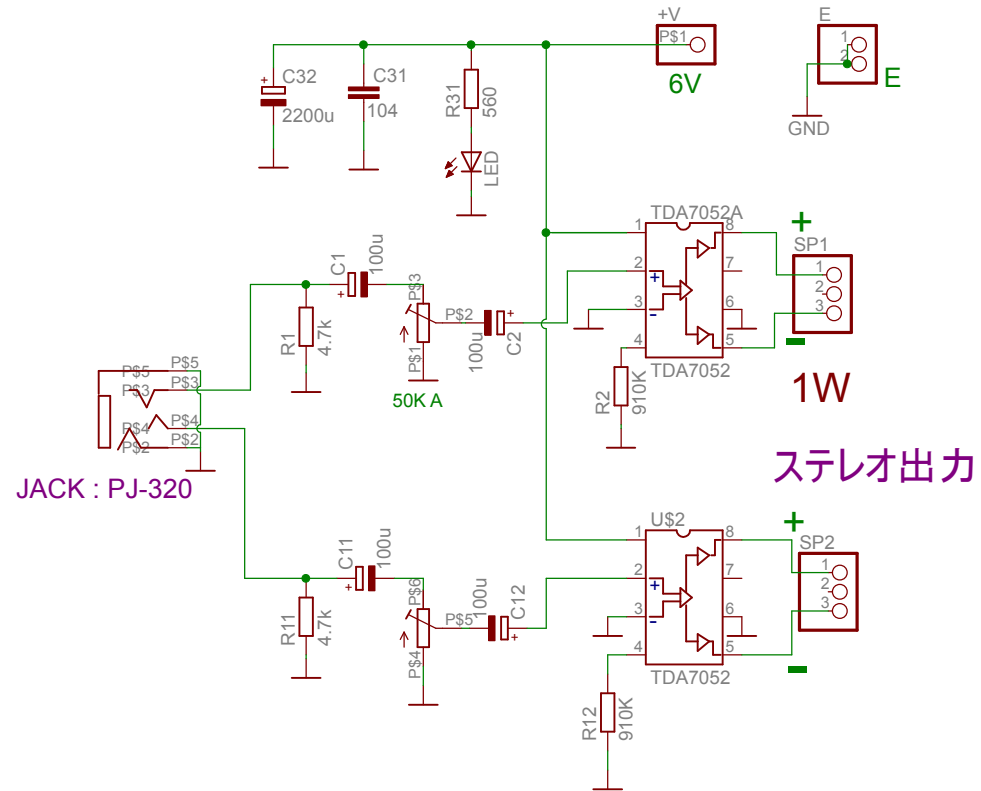 +V
P$1
6V
E
1
2
E
GND
C32
2200u
C31
104
R31
560
LED
TDA7052A
1
2
3
4
8
7
6
5
+
-
TDA7052
+
SP1
1
2
3
-
1W
R2
910K
C1
100u
+
R1
4.7k
P$3
P$2
P$1
50K A
100u
C2
+
P$5
P$5
P$3
P$3
P$4
P$4
P$2
P$2
JACK : PJ-320
ステレオ出力
C11
100u
+
R11
4.7k
P$6
P$5
P$4
100u
C12
+
U$2
1
2
3
4
8
7
6
5
+
-
TDA7052
R12
910K
+
SP2
1
2
3
-